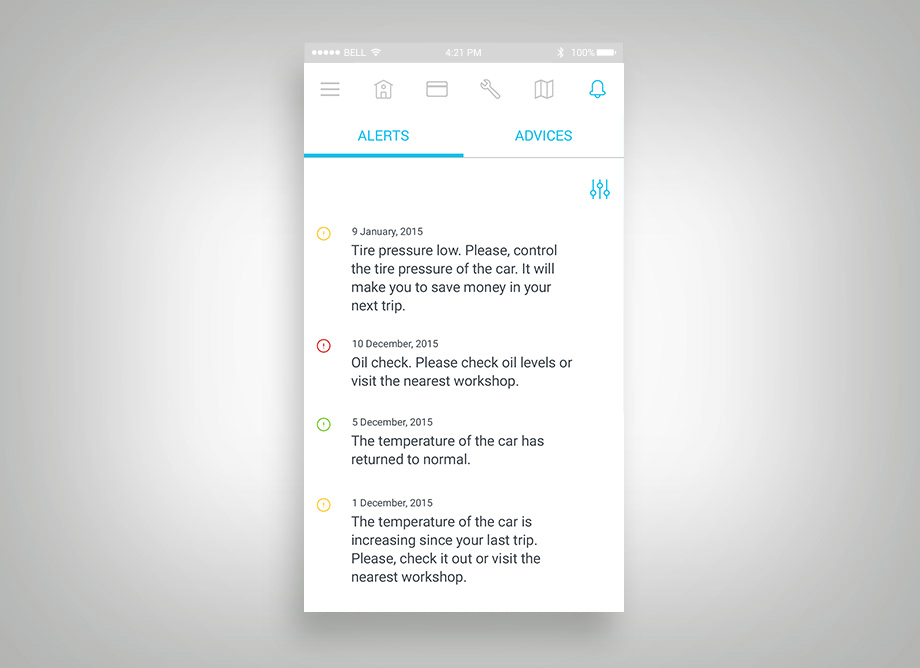 BELL 4:21 PM 100%
ALERTS ADVICES
9 January, 2015
Tire pressure low. Please, control
the tire pressure of the car. It will
make you to save money in your
next trip.
10 December, 2015
Oil check. Please check oil levels or
visit the nearest workshop.
5 December, 2015
The temperature of the car has
returned to normal.
1 December, 2015
The temperature of the car is
increasing since your last trip.
Please, check it out or visit the
nearest workshop.